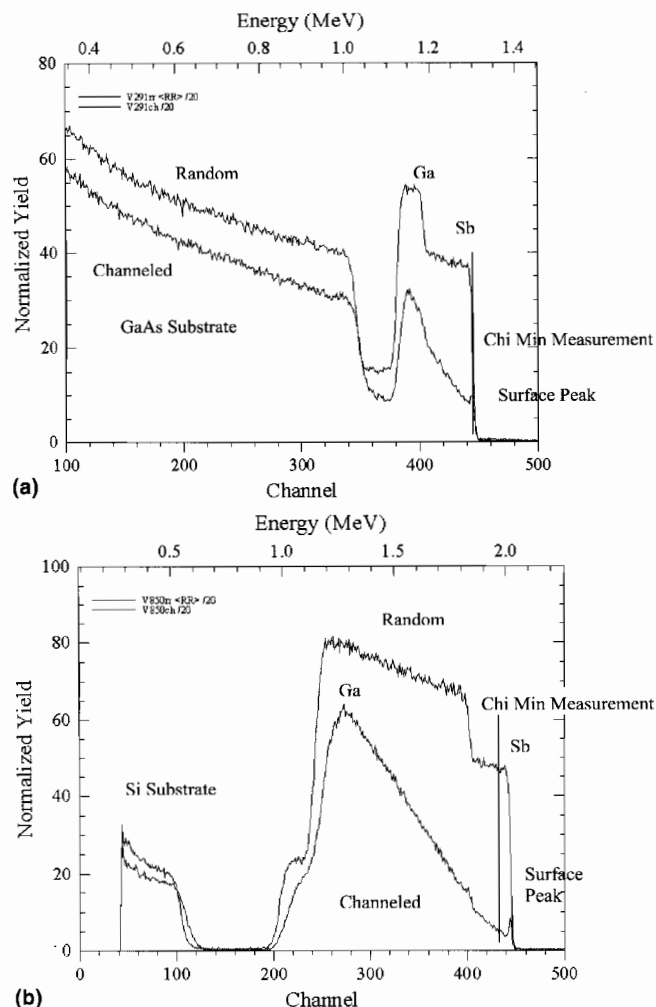 Energy (MeV)
0.4 0.6 0.8 1.0 1.2 1.4
80
60
40
20
0
Normalized Yield
V291rr <RR> /20
V291ch /20
Random
Ga
Sb
Channeled
GaAs Substrate
Chi Min Measurement
Surface Peak
100 200 300 400 500
(a)
Channel
Energy (MeV)
0.5 1.0 1.5 2.0
100
80
60
40
20
0
Normalized Yield
V850rr <RR> /20
V850ch /20
Random
Ga
Chi Min Measurement
Sb
Si Substrate
Surface
Peak
Channeled
0 100 200 300 400 500
(b)
Channel